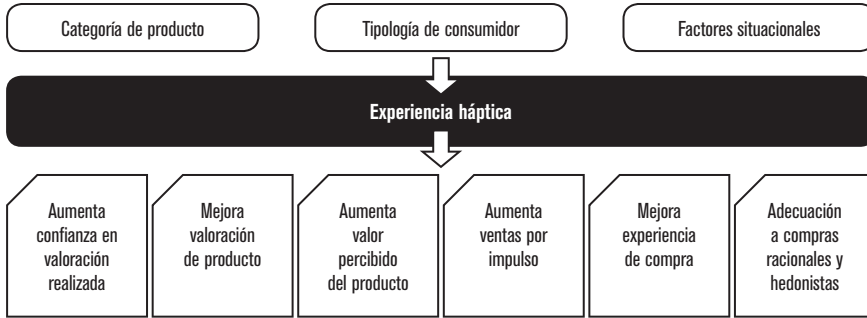 Categoría de producto
Tipología de consumidor
Factores situacionales
Experiencia háptica
Aumenta
confianza en
valoración
realizada
Mejora
valoración
de producto
Aumenta
valor
percibido
del producto
Aumenta
ventas por
impulso
Mejora
experiencia
de compra
Adecuación
a compras
racionales y
hedonistas